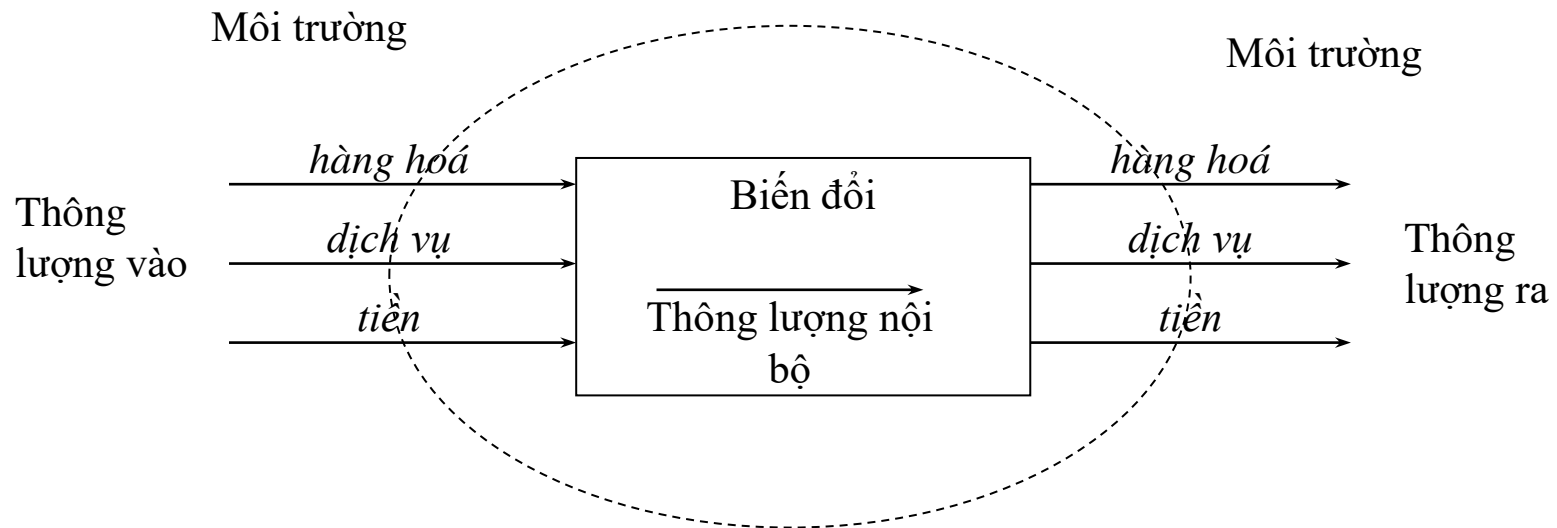 Môi trường
Môi trường
hàng hoá
hàng hoá
Thông
lượng vào
Biến đổi
dịch vụ
dịch vụ
Thông
lượng ra
tiền
Thông lượng nội
bộ
tiền